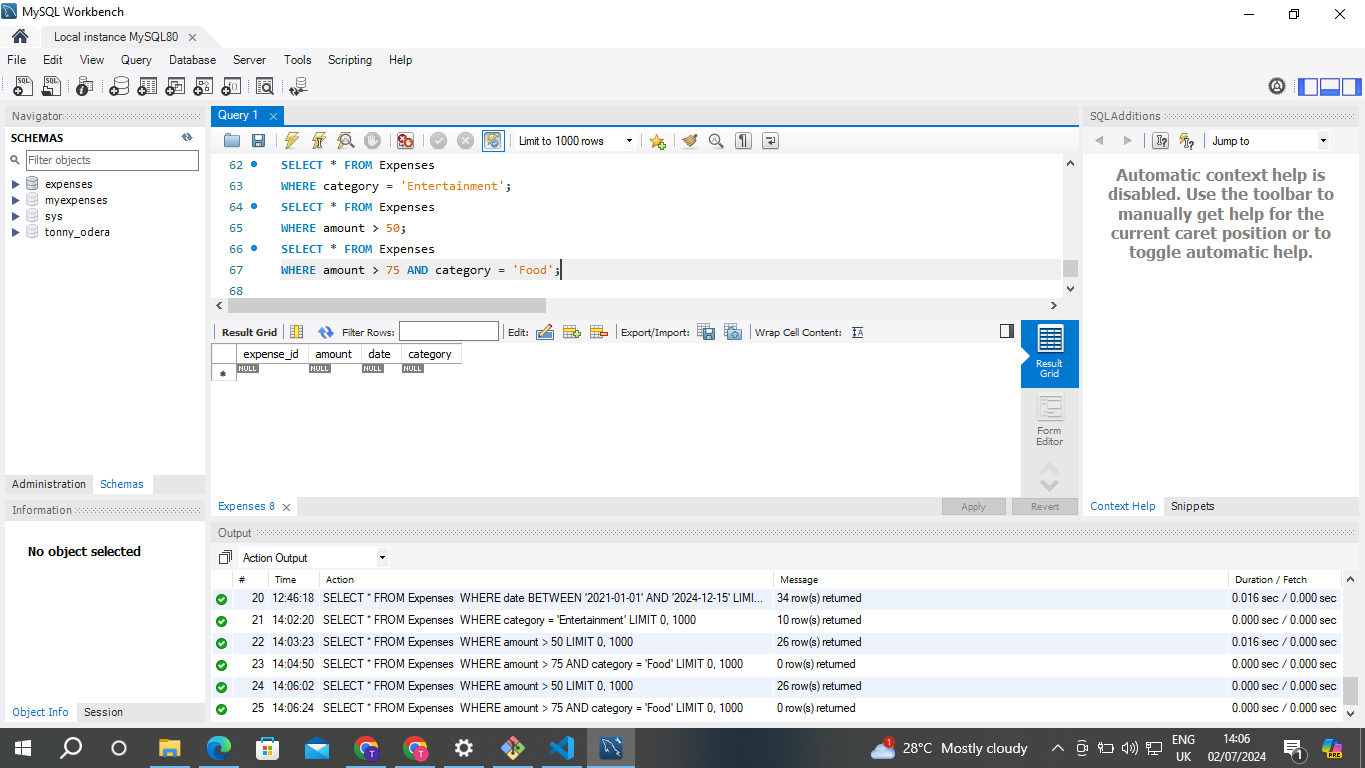 MySQL Workbench
Local instance MySQL80
File Edit View Query Database Server Tools Scripting Help
Navigator
SCHEMAS
Filter objects
expenses
myexpenses
sys
tonny_odera
Administration Schemas
Information
No object selected
Object Info Session
Query 1
Limit to 1000 rows
62 SELECT * FROM Expenses
63 WHERE category = 'Entertainment';
64 SELECT * FROM Expenses
65 WHERE amount > 50;
66 SELECT * FROM Expenses
67 WHERE amount > 75 AND category = 'Food';
68
Result Grid Filter Rows: Edit: Export/Import: Wrap Cell Content:
expense_id amount date category
NULL NULL NULL NULL
Result
Grid
Form
Editor
Expenses 8 Apply Revert
SQLAdditions
Jump to
Automatic context help is
disabled. Use the toolbar to
manually get help for the
current caret position or to
toggle automatic help.
Context Help Snippets
Output
Action Output
# Time Action Message Duration / Fetch
20 12:46:18 SELECT * FROM Expenses WHERE date BETWEEN '2021-01-01' AND '2024-12-15' LIMI... 34 row(s) returned 0.016 sec / 0.000 sec
21 14:02:20 SELECT * FROM Expenses WHERE category = 'Entertainment' LIMIT 0, 1000 10 row(s) returned 0.000 sec / 0.000 sec
22 14:03:23 SELECT * FROM Expenses WHERE amount > 50 LIMIT 0, 1000 26 row(s) returned 0.016 sec / 0.000 sec
23 14:04:50 SELECT * FROM Expenses WHERE amount > 75 AND category = 'Food' LIMIT 0, 1000 0 row(s) returned 0.000 sec / 0.000 sec
24 14:06:02 SELECT * FROM Expenses WHERE amount > 50 LIMIT 0, 1000 26 row(s) returned 0.000 sec / 0.000 sec
25 14:06:24 SELECT * FROM Expenses WHERE amount > 75 AND category = 'Food' LIMIT 0, 1000 0 row(s) returned 0.000 sec / 0.000 sec
T T 1 28°C Mostly cloudy ENG 14:06 1 PRE
UK 02/07/2024